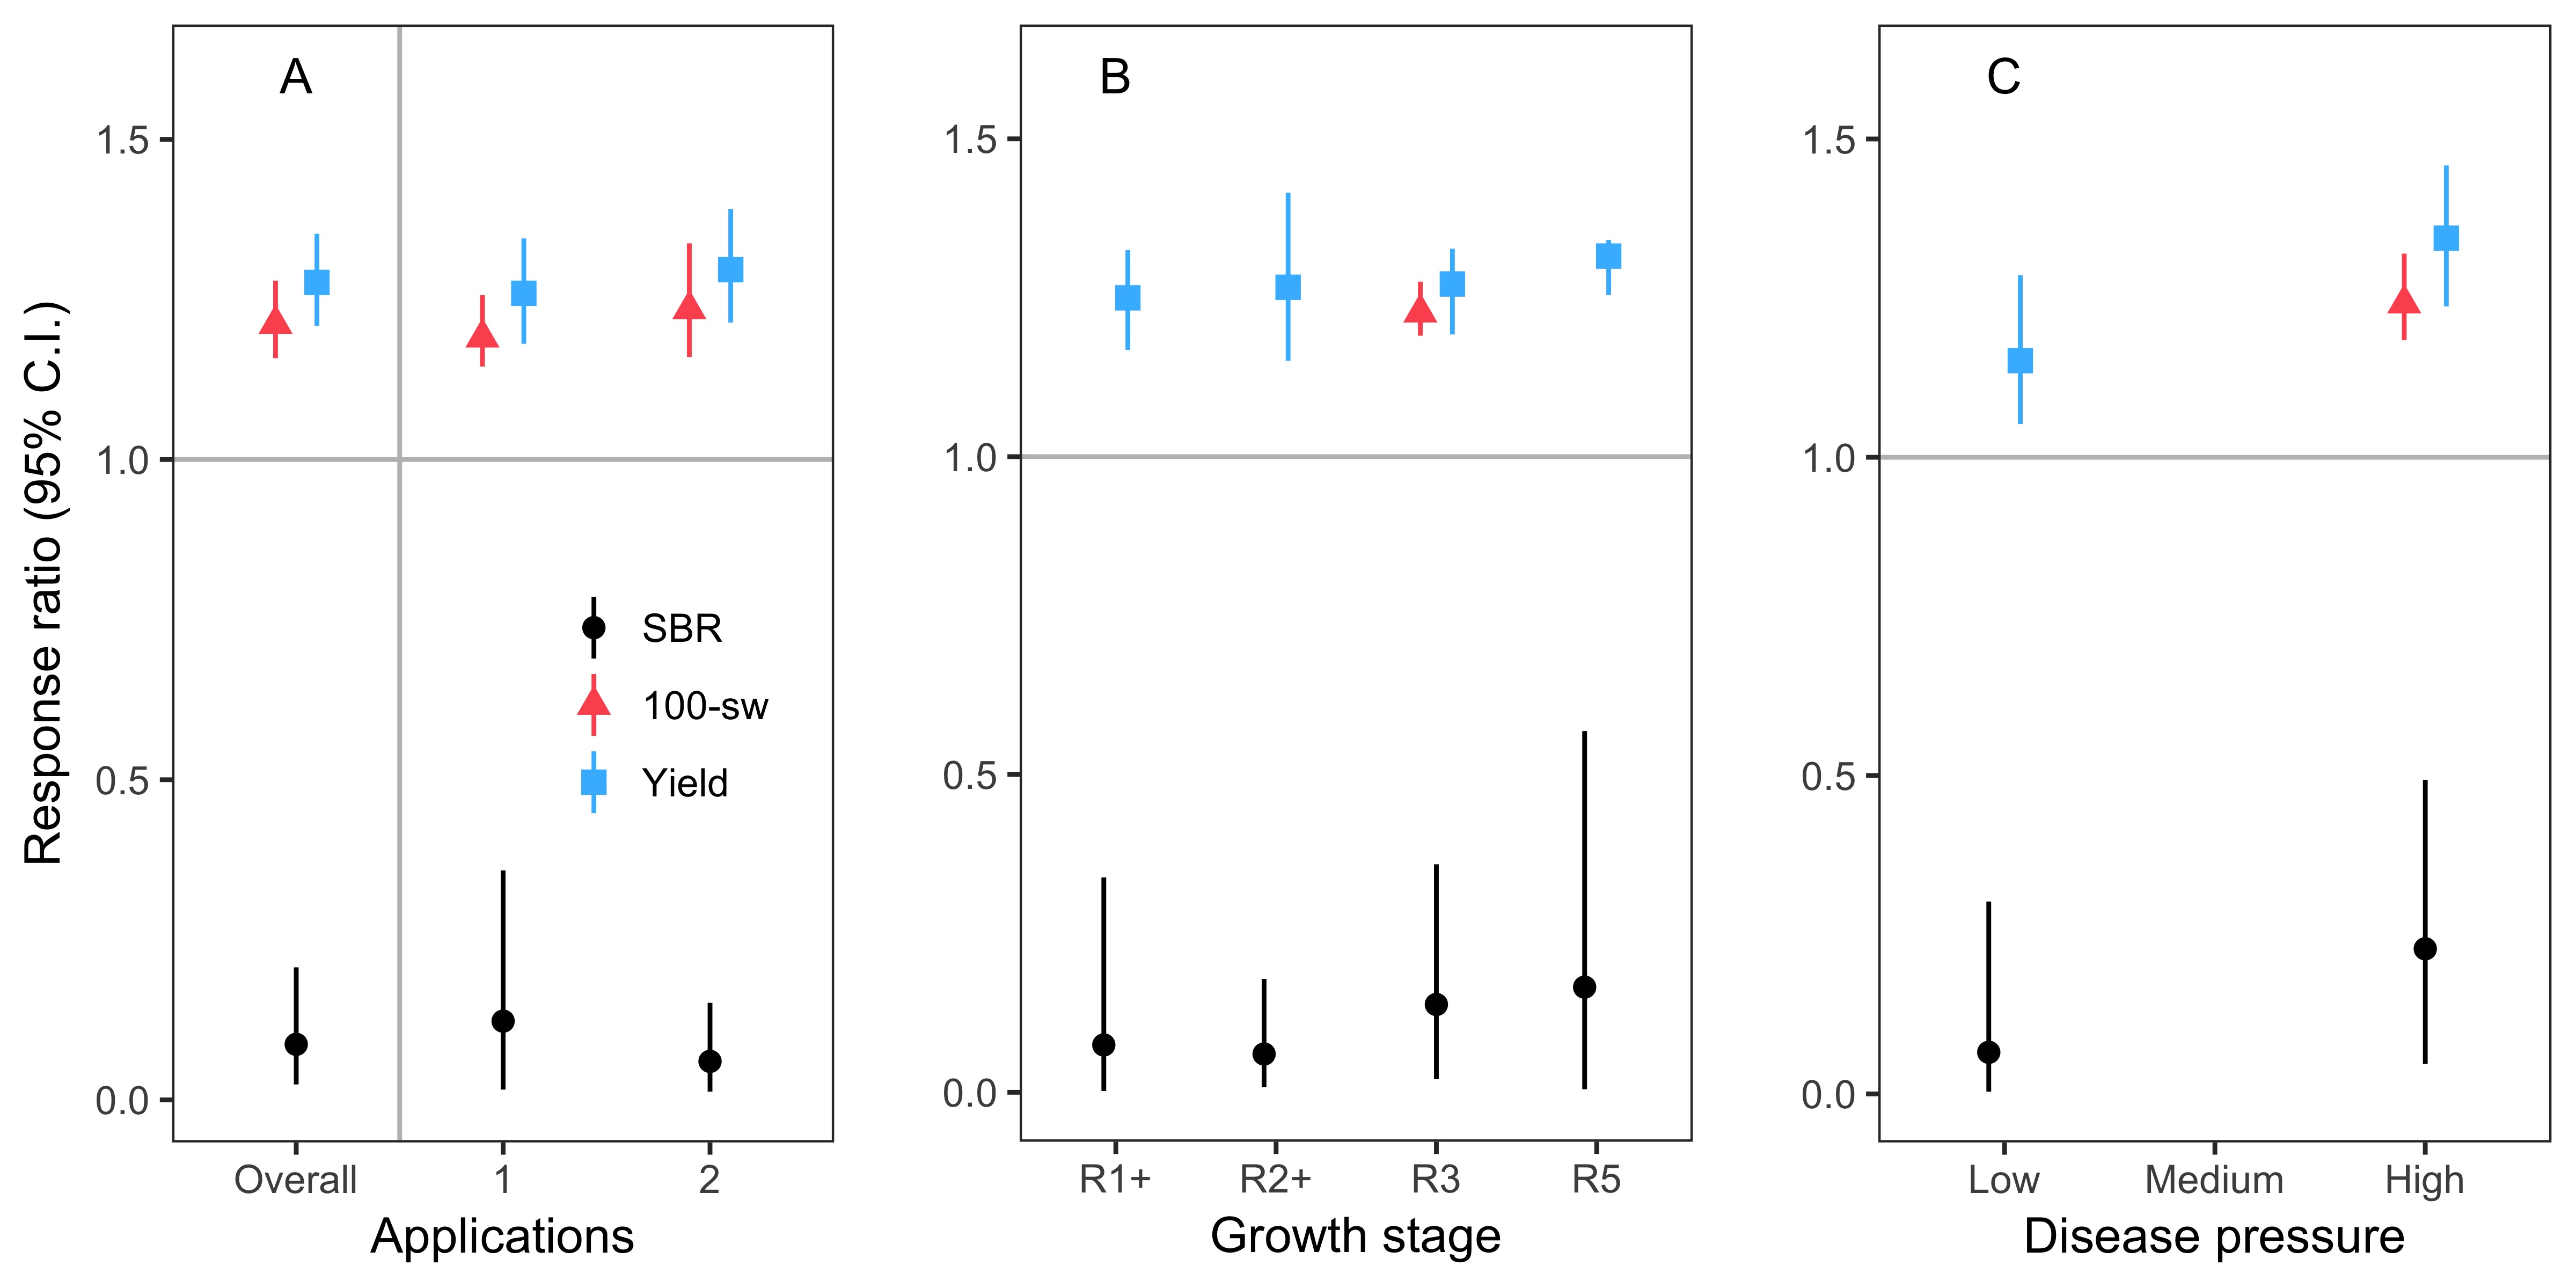 Response ratio (95% C.I.)
A
1.5
1.0
0.5
0.0
SBR
100-sw
Yield
Overall 1 2
Applications
B
1.5
1.0
0.5
0.0
R1+ R2+ R3 R5
Growth stage
C
1.5
1.0
0.5
0.0
Low Medium High
Disease pressure